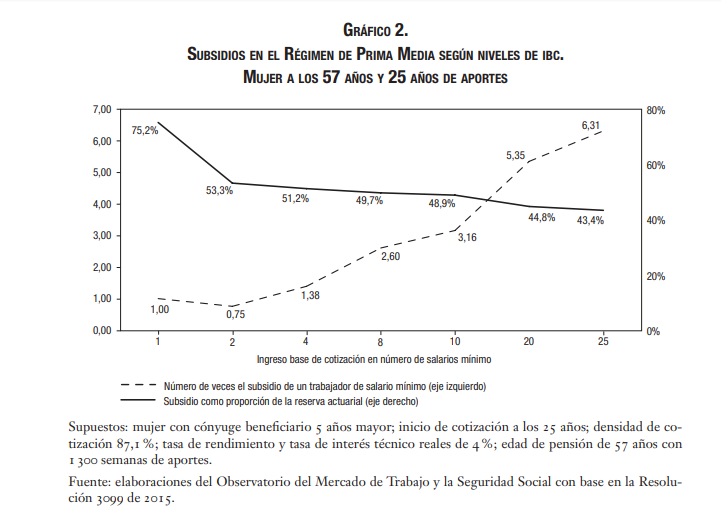 GRÁFICO 2.
SUBSIDIOS EN EL RÉGIMEN DE PRIMA MEDIA SEGÚN NIVELES DE IBC.
MUJER A LOS 57 AÑOS Y 25 AÑOS DE APORTES
7,00
6,00
5,00
4,00
3,00
2,00
1,00
0,00
80%
60%
40%
20%
0%
75,2%
53,3%
51,2%
49,7%
48,9%
44,8%
43,4%
1,00
0,75
1,38
2,60
3,16
5,35
6,31
1 2 4 8 10 20 25
Ingreso base de cotización en número de salarios mínimo
Número de veces el subsidio de un trabajador de salario mínimo (eje izquierdo)
Subsidio como proporción de la reserva actuarial (eje derecho)
Supuestos: mujer con cónyuge beneficiario 5 años mayor; inicio de cotización a los 25 años; densidad de co-
tización 87,1 %; tasa de rendimiento y tasa de interés técnico reales de 4 %; edad de pensión de 57 años con
1 300 semanas de aportes.
Fuente: elaboraciones del Observatorio del Mercado de Trabajo y la Seguridad Social con base en la Resolu-
ción 3099 de 2015.